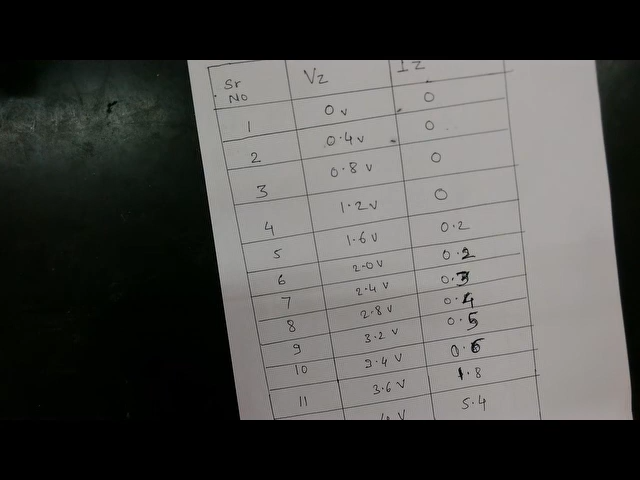 Sr No Vz Iz
1 0 v 0
2 0.4 v 0
3 0.8 v 0
4 1.2 v 0
5 1.6 v 0.2
6 2.0 v 0.2
7 2.4 v 0.3
8 2.8 v 0.4
9 3.2 v 0.5
10 3.4 v 0.6
11 3.6 v 1.8
5.4